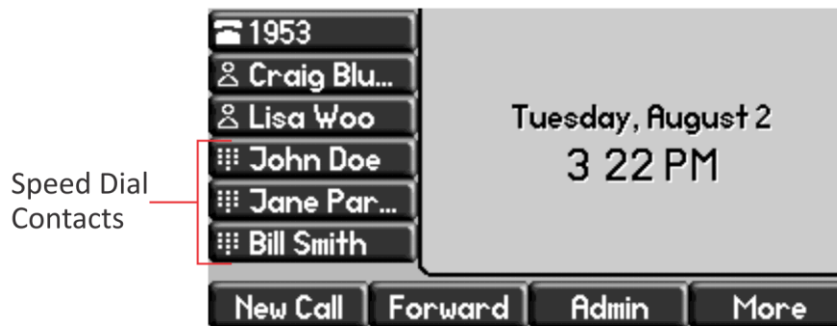 1953
Craig Blu...
Lisa Woo
John Doe
Jane Par...
Bill Smith
Speed Dial
Contacts
Tuesday, August 2
3 22 PM
New Call Forward Admin More